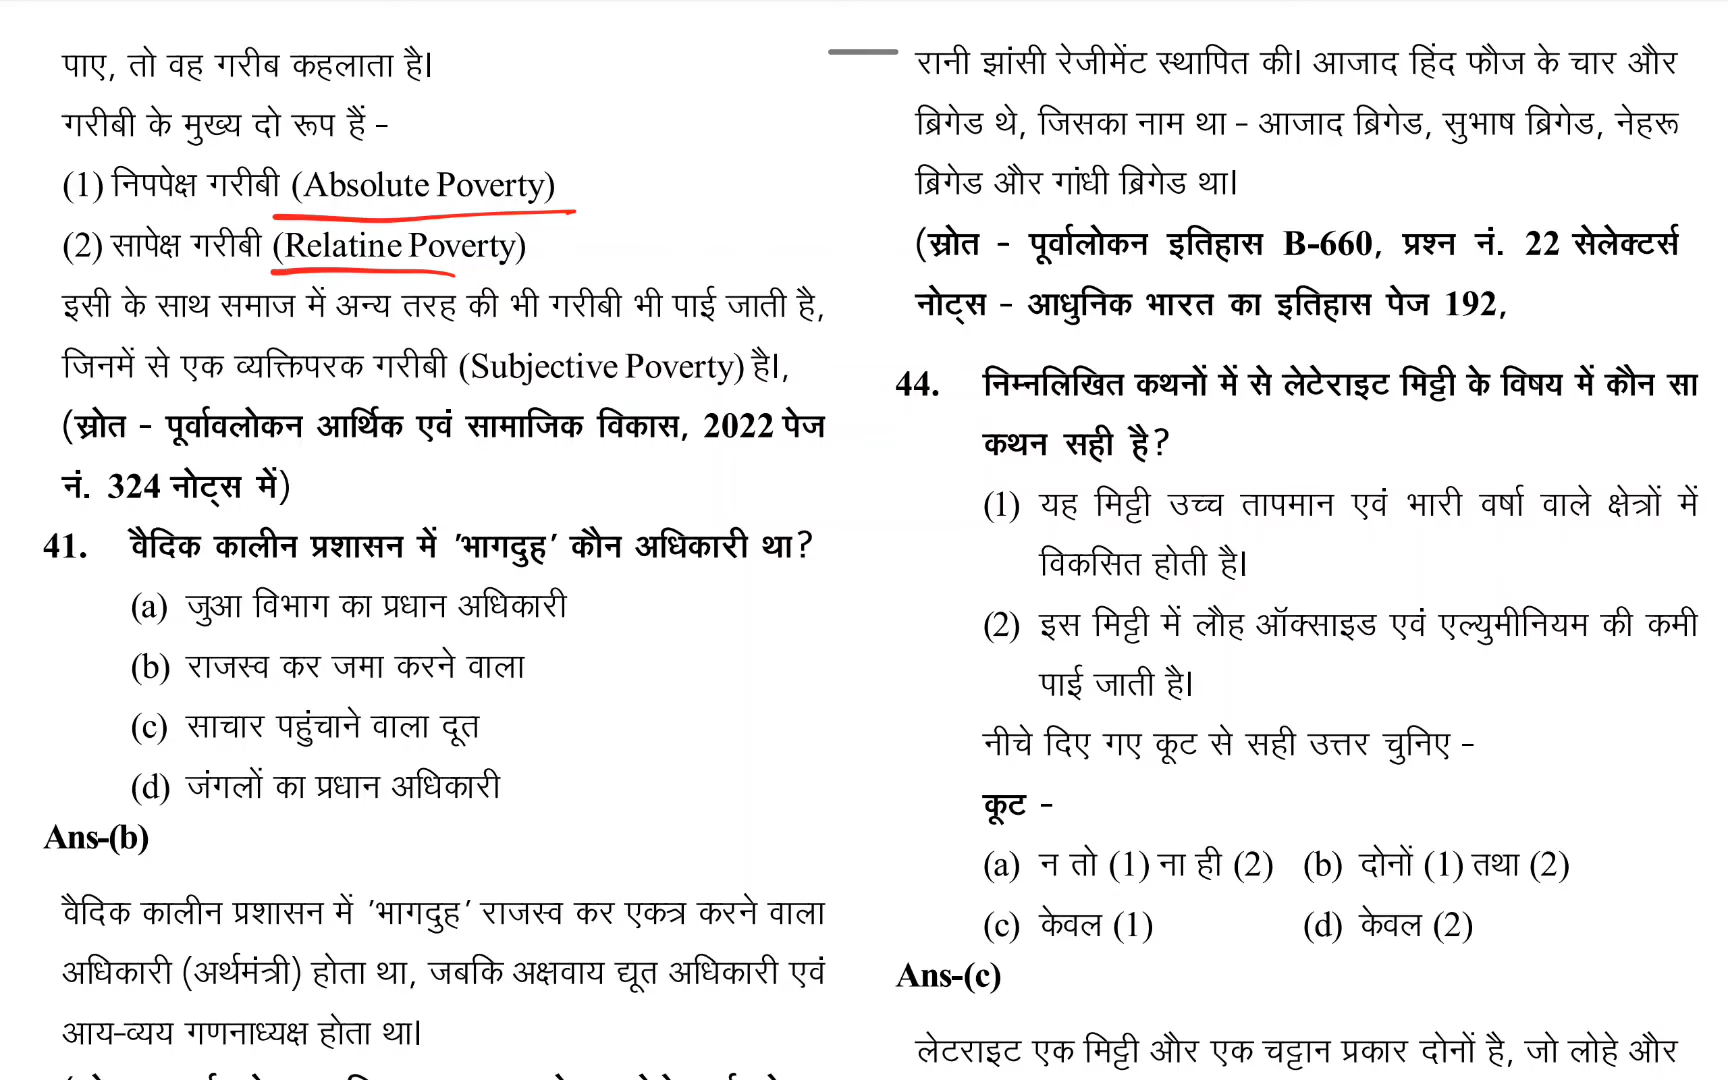 पाए, तो वह गरीब कहलाता है।
गरीबी के मुख्य दो रूप हैं -
(1) निपपेक्ष गरीबी (Absolute Poverty)
(2) सापेक्ष गरीबी (Relatine Poverty)
इसी के साथ समाज में अन्य तरह की भी गरीबी भी पाई जाती है,
जिनमें से एक व्यक्तिपरक गरीबी (Subjective Poverty) है।,
(स्रोत - पूर्वावलोकन आर्थिक एवं सामाजिक विकास, 2022 पेज
नं. 324 नोट्स में)
41. वैदिक कालीन प्रशासन में 'भागदुह' कौन अधिकारी था?
(a) जुआ विभाग का प्रधान अधिकारी
(b) राजस्व कर जमा करने वाला
(c) साचार पहुंचाने वाला दूत
(d) जंगलों का प्रधान अधिकारी
Ans-(b)
वैदिक कालीन प्रशासन में 'भागदुह' राजस्व कर एकत्र करने वाला
अधिकारी (अर्थमंत्री) होता था, जबकि अक्षवाय द्यूत अधिकारी एवं
आय-व्यय गणनाध्यक्ष होता था।
रानी झांसी रेजीमेंट स्थापित की। आजाद हिंद फौज के चार और
ब्रिगेड थे, जिसका नाम था - आजाद ब्रिगेड, सुभाष ब्रिगेड, नेहरू
ब्रिगेड और गांधी ब्रिगेड था।
(स्रोत - पूर्वालोकन इतिहास B-660, प्रश्न नं. 22 सेलेक्टर्स
नोट्स - आधुनिक भारत का इतिहास पेज 192,
44. निम्नलिखित कथनों में से लेटेराइट मिट्टी के विषय में कौन सा
कथन सही है?
(1) यह मिट्टी उच्च तापमान एवं भारी वर्षा वाले क्षेत्रों में
विकसित होती है।
(2) इस मिट्टी में लौह ऑक्साइड एवं एल्युमीनियम की कमी
पाई जाती है।
नीचे दिए गए कूट से सही उत्तर चुनिए -
कूट -
(a) न तो (1) ना ही (2) (b) दोनों (1) तथा (2)
(c) केवल (1) (d) केवल (2)
Ans-(c)
लेटराइट एक मिट्टी और एक चट्टान प्रकार दोनों है, जो लोहे और